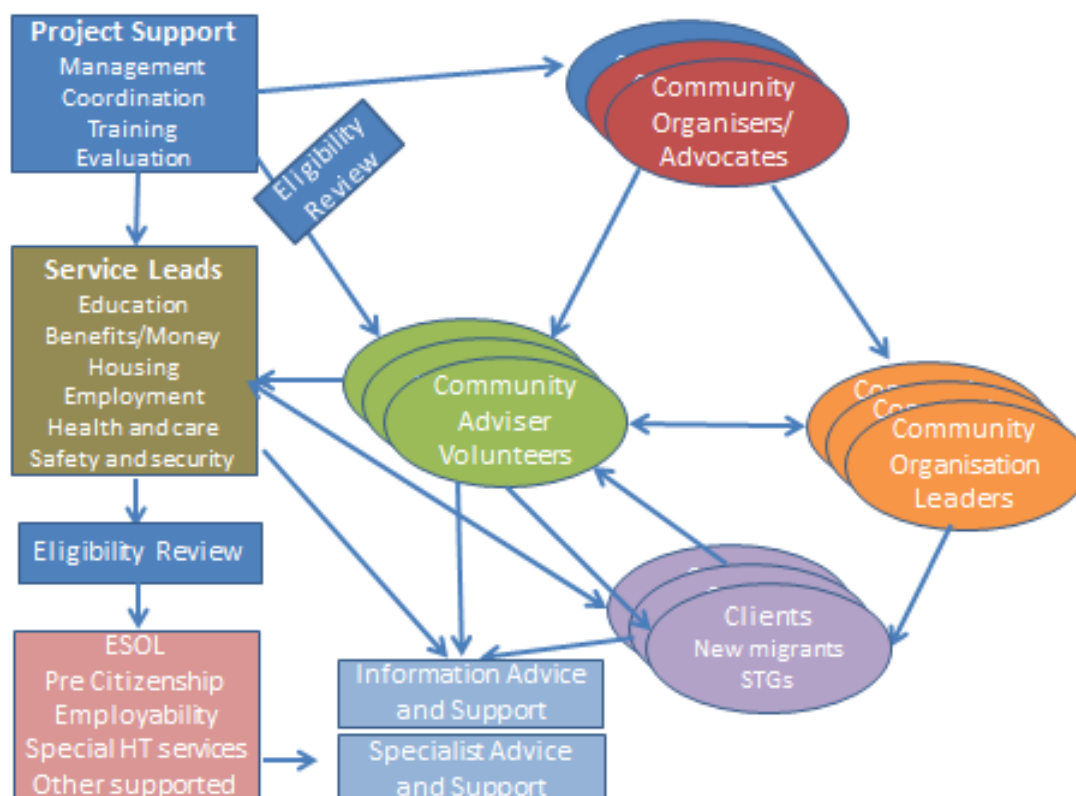 Project Support
Management
Coordination
Training
Evaluation
Eligibility
Review
Community
Organisers/
Advocates
Service Leads
Education
Benefits/Money
Housing
Employment
Health and care
Safety and security
Community
Adviser
Volunteers
Community
Organisation
Leaders
Eligibility Review
Clients
New migrants
STGs
ESOL
Pre Citizenship
Employability
Special HT services
Other supported
Information Advice
and Support
Specialist Advice
and Support